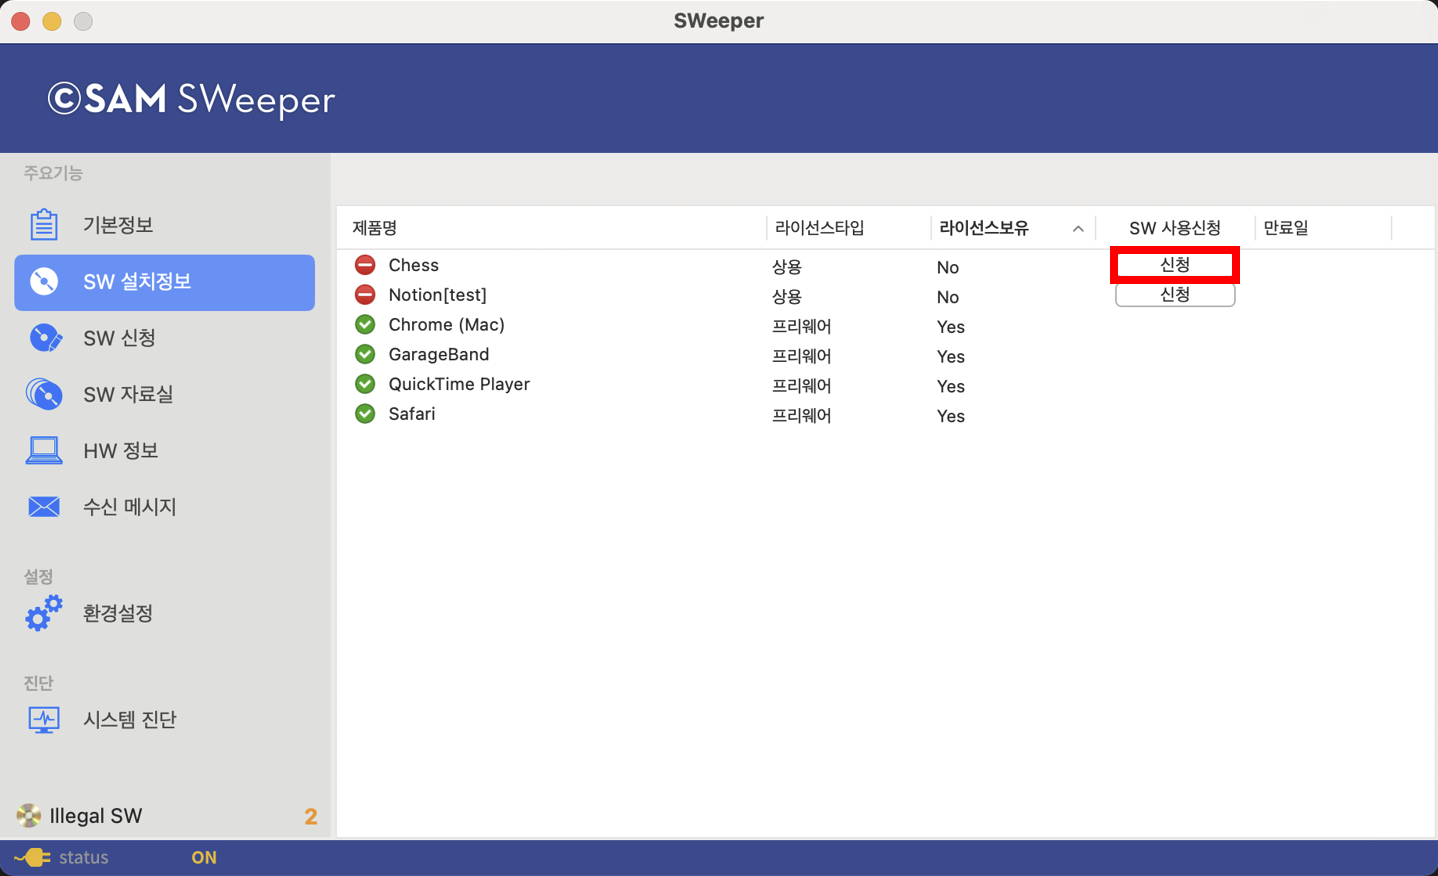 SWeeper
©SAM SWeeper
주요기능
기본정보
SW 설치정보
SW 신청
SW 자료실
HW 정보
수신 메시지
설정
환경설정
진단
시스템 진단
Illegal SW 2
제품명 라이선스타입 라이선스보유 SW 사용신청 만료일
Chess 상용 No 신청
Notion[test] 상용 No 신청
Chrome (Mac) 프리웨어 Yes
GarageBand 프리웨어 Yes
QuickTime Player 프리웨어 Yes
Safari 프리웨어 Yes
status ON